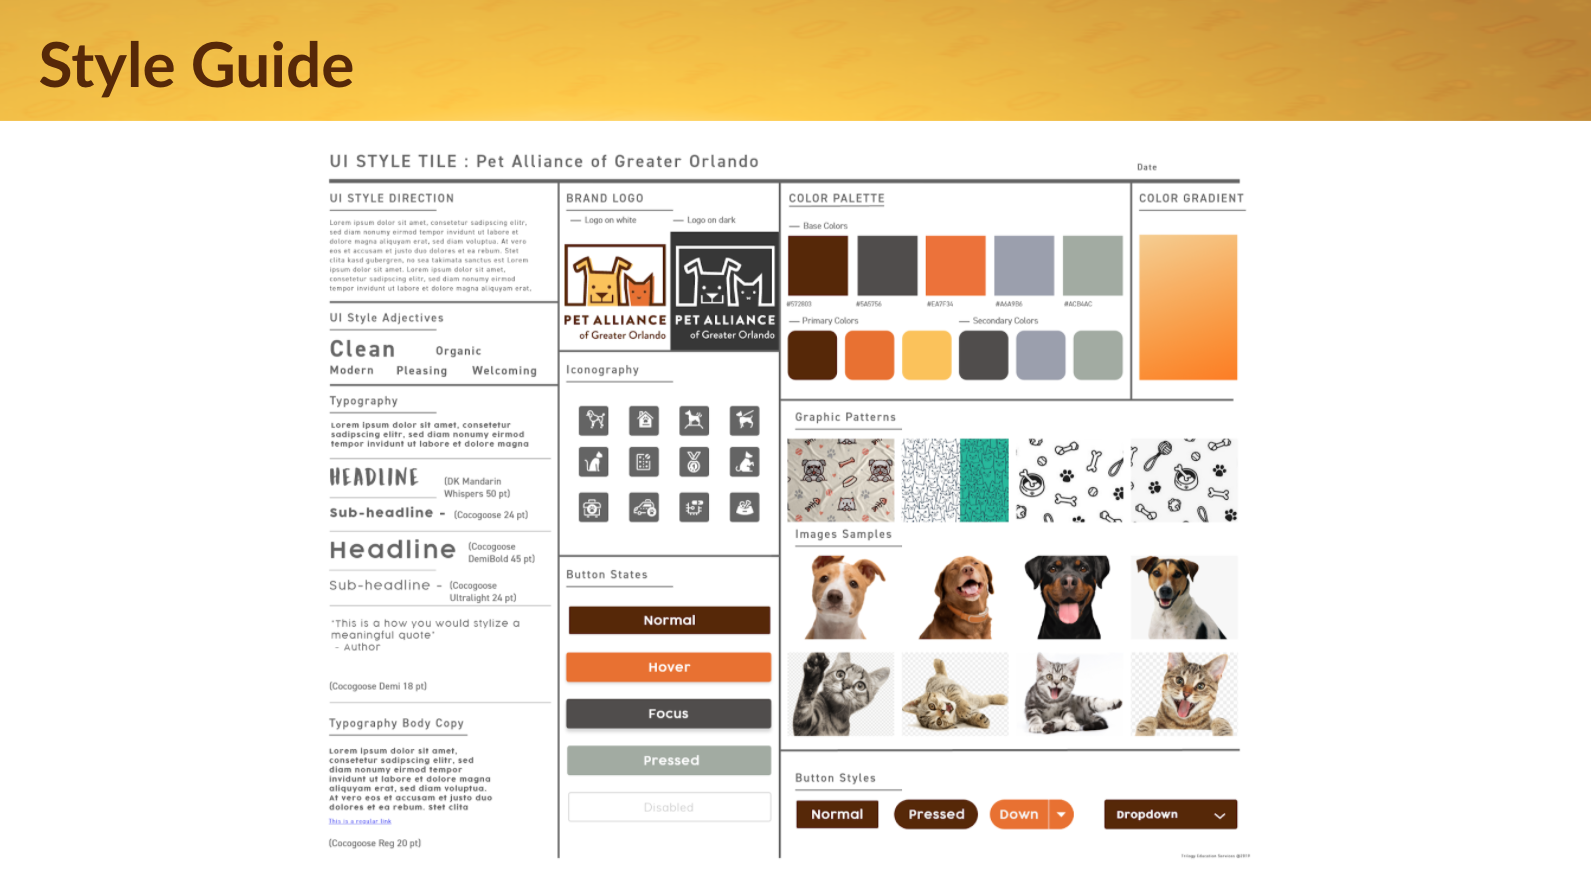 Style Guide
UI STYLE TILE : Pet Alliance of Greater Orlando
Date
UI STYLE DIRECTION
Lorem ipsum dolor sit amet, consetetur sadipscing elitr,
sed diam nonumy eirmod tempor invidunt ut labore et
dolore magna aliquyam erat, sed diam voluptua. At vero
eos et accusam et justo duo dolores et ea rebum. Stet
clita kasd gubergren, no sea takimata sanctus est Lorem
ipsum dolor sit amet. Lorem ipsum dolor sit amet,
consetetur sadipscing elitr, sed diam nonumy eirmod
tempor invidunt ut labore et dolore magna aliquyam erat,
UI Style Adjectives
Clean
Organic
Modern
Pleasing
Welcoming
Typography
Lorem ipsum dolor sit amet, consetetur
sadipscing elitr, sed diam nonumy eirmod
tempor invidunt ut labore et dolore magna
HEADLINE
(DK Mandarin
Whispers 50 pt)
Sub-headline -
(Cocogoose 24 pt)
Headline
(Cocogoose
DemiBold 45 pt)
Sub-headline -
(Cocogoose
Ultralight 24 pt)
"This is a how you would stylize a
meaningful quote"
- Author
(Cocogoose Demi 18 pt)
Typography Body Copy
Lorem ipsum dolor sit amet,
consetetur sadipscing elitr, sed
diam nonumy eirmod tempor
invidunt ut labore et dolore magna
aliquyam erat, sed diam voluptua.
At vero eos et accusam et justo duo
dolores et ea rebum. Stet clita
This is a regular link
(Cocogoose Reg 20 pt)
BRAND LOGO
— Logo on white
— Logo on dark
PET ALLIANCE
of Greater Orlando
PET ALLIANCE
of Greater Orlando
Iconography
Button States
Normal
Hover
Focus
Pressed
Disabled
COLOR PALETTE
— Base Colors
#572803
#5A5756
#EA7F34
#A6A9B6
#ACB4AC
— Primary Colors
— Secondary Colors
COLOR GRADIENT
Graphic Patterns
Images Samples
Button Styles
Normal
Pressed
Down
Dropdown
Trilogy Education Services @2019